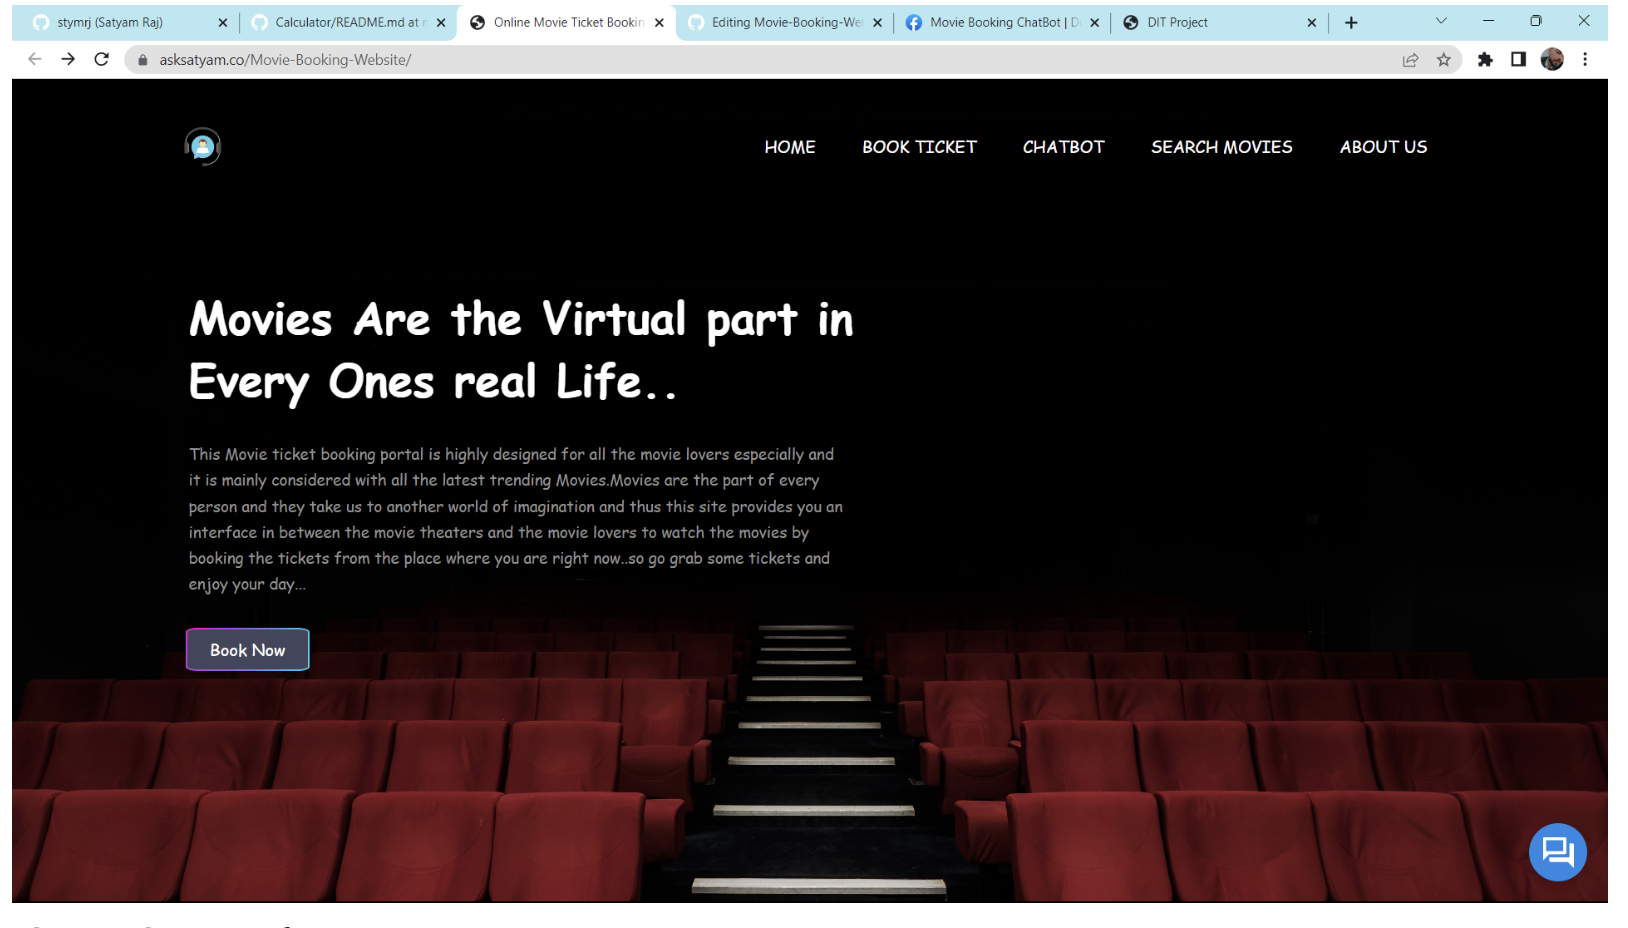 stymrj (Satyam Raj)
Calculator/README.md at
Online Movie Ticket Bookin
Editing Movie-Booking-We
Movie Booking ChatBot |
DIT Project
asksatyam.co/Movie-Booking-Website/
HOME BOOK TICKET CHATBOT SEARCH MOVIES ABOUT US
Movies Are the Virtual part in
Every Ones real Life..
This Movie ticket booking portal is highly designed for all the movie lovers especially and
it is mainly considered with all the latest trending Movies.Movies are the part of every
person and they take us to another world of imagination and thus this site provides you an
interface in between the movie theaters and the movie lovers to watch the movies by
booking the tickets from the place where you are right now..so go grab some tickets and
enjoy your day...
Book Now